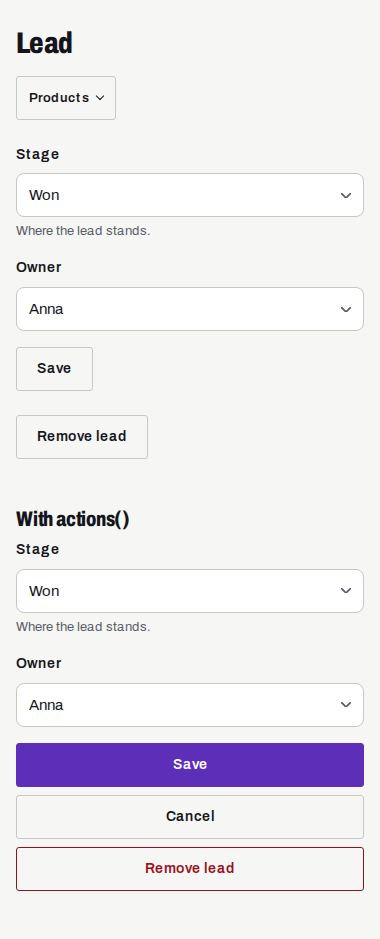 Lead
Products
Stage
Won
Where the lead stands.
Owner
Anna
Save
Remove lead
With actions()
Stage
Won
Where the lead stands.
Owner
Anna
Save
Cancel
Remove lead